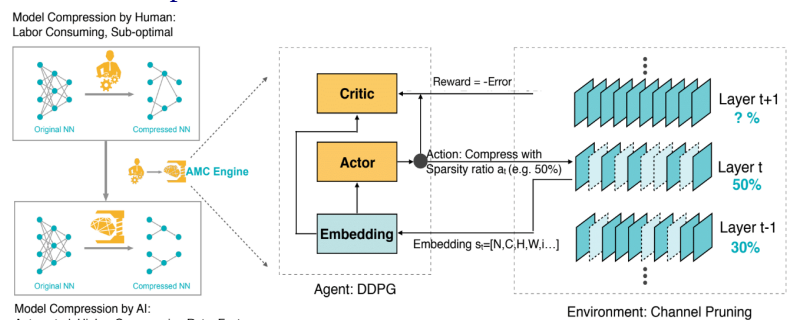 Model Compression by Human:
Labor Consuming, Sub-optimal
Original NN
Compressed NN
AMC Engine
Original NN
Compressed NN
Model Compression by AI:
Critic
Actor
Embedding
Agent: DDPG
Reward = -Error
Action: Compress with
Sparsity ratio at (e.g. 50%)
Embedding st=[N,C,H,W,i…]
Layer t+1
? %
Layer t
50%
Layer t-1
30%
Environment: Channel Pruning